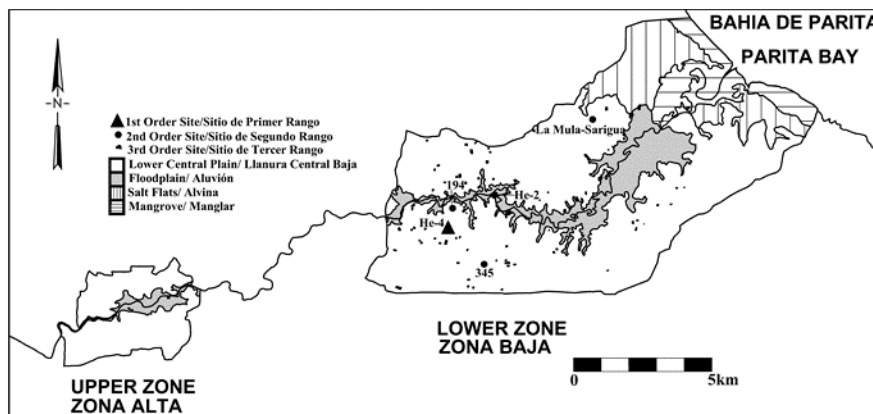 BAHIA DE PARITA
PARITA BAY
-N-
1st Order Site/Sitio de Primer Rango
2nd Order Site/Sitio de Segundo Rango
3rd Order Site/Sitio de Tercer Rango
Lower Central Plain/ Llanura Central Baja
Floodplain/ Aluvión
Salt Flats/ Alvina
Mangrove/ Manglar
La Mula-Sarigua
194
He-2
He-4
345
LOWER ZONE
ZONA BAJA
UPPER ZONE
ZONA ALTA
0 5km